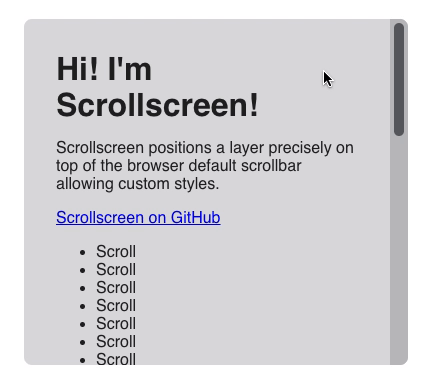 Hi! I'm
Scrollscreen!
Scrollscreen positions a layer precisely on
top of the browser default scrollbar
allowing custom styles.
Scrollscreen on GitHub
• Scroll
• Scroll
• Scroll
• Scroll
• Scroll
• Scroll
• Scroll